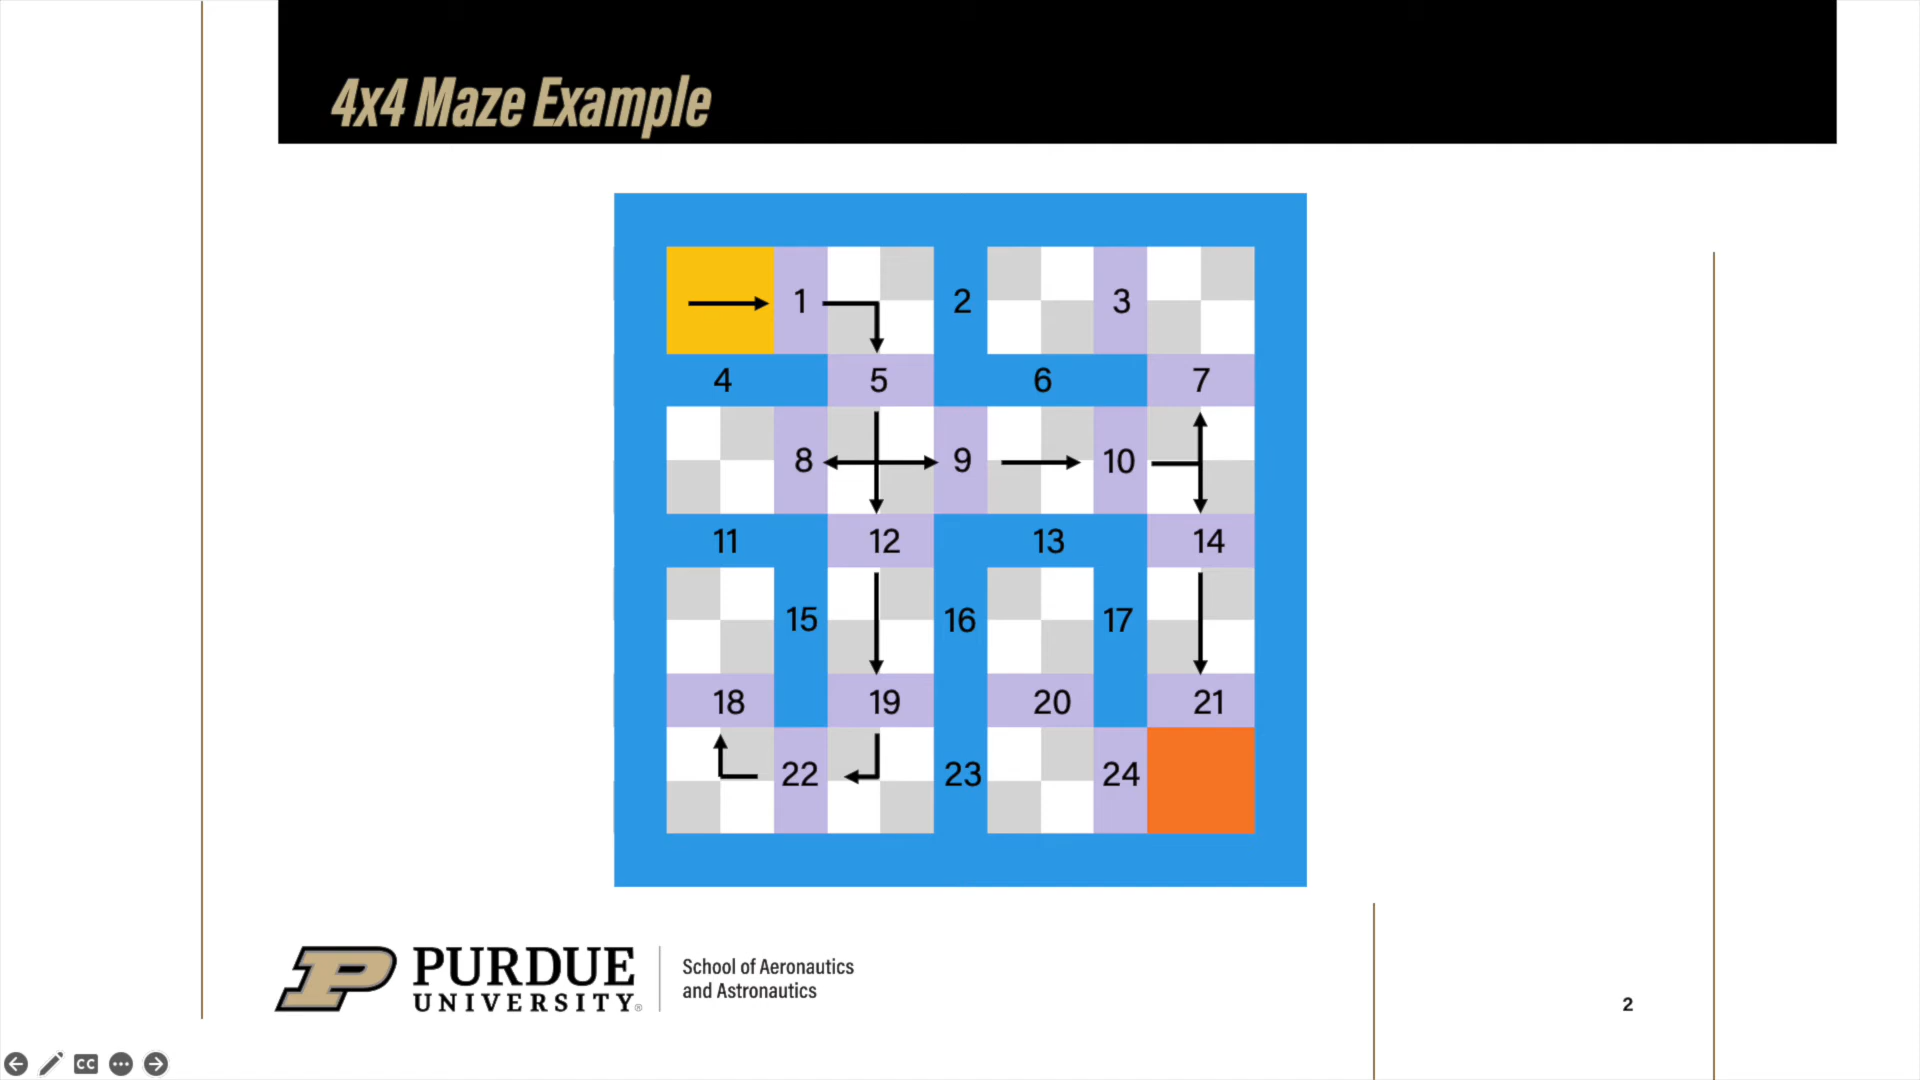 4x4 Maze Example
1 2 3
4 5 6 7
8 9 10
11 12 13 14
15 16 17
18 19 20 21
22 23 24
PURDUE
UNIVERSITY®
School of Aeronautics
and Astronautics
2
CC